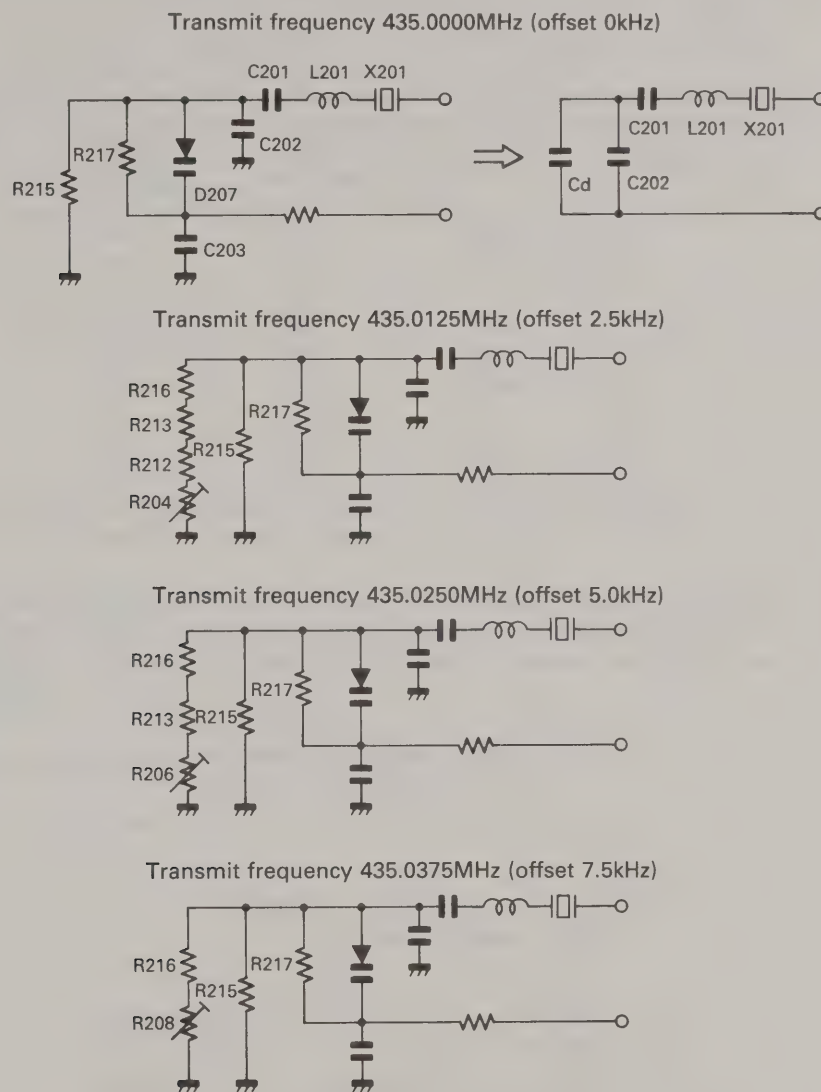 Transmit frequency 435.0000MHz (offset 0kHz)
C201 L201 X201
R217
C202
R215
D207
C203
C201 L201 X201
Cd
C202
Transmit frequency 435.0125MHz (offset 2.5kHz)
R216
R213
R217
R212
R215
R204
Transmit frequency 435.0250MHz (offset 5.0kHz)
R216
R217
R213
R215
R206
Transmit frequency 435.0375MHz (offset 7.5kHz)
R216
R217
R215
R208